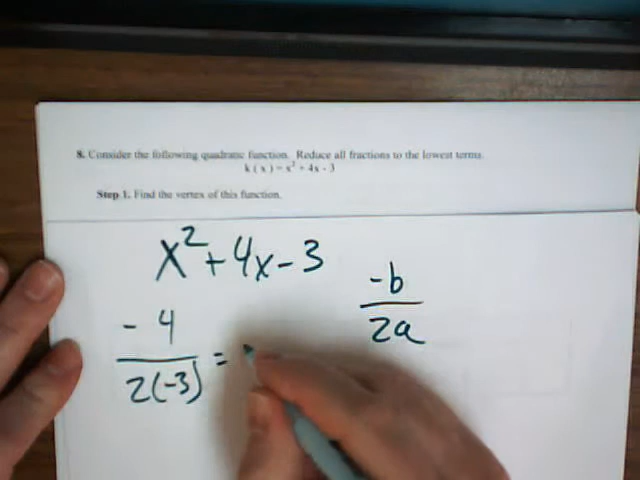 8. Consider the following quadratic function. Reduce all fractions to the lowest terms.
k ( x ) = x² + 4x - 3
Step 1. Find the vertex of this function.
x² + 4x - 3
-b
2a
- 4
2(-3)
=